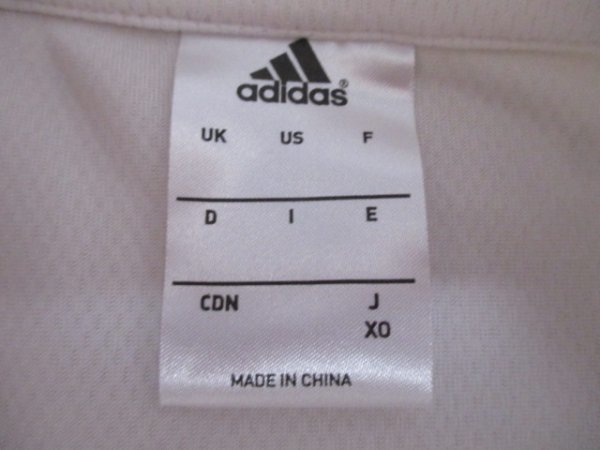 adidas®
UK US F
D I E
CDN J
XO
MADE IN CHINA